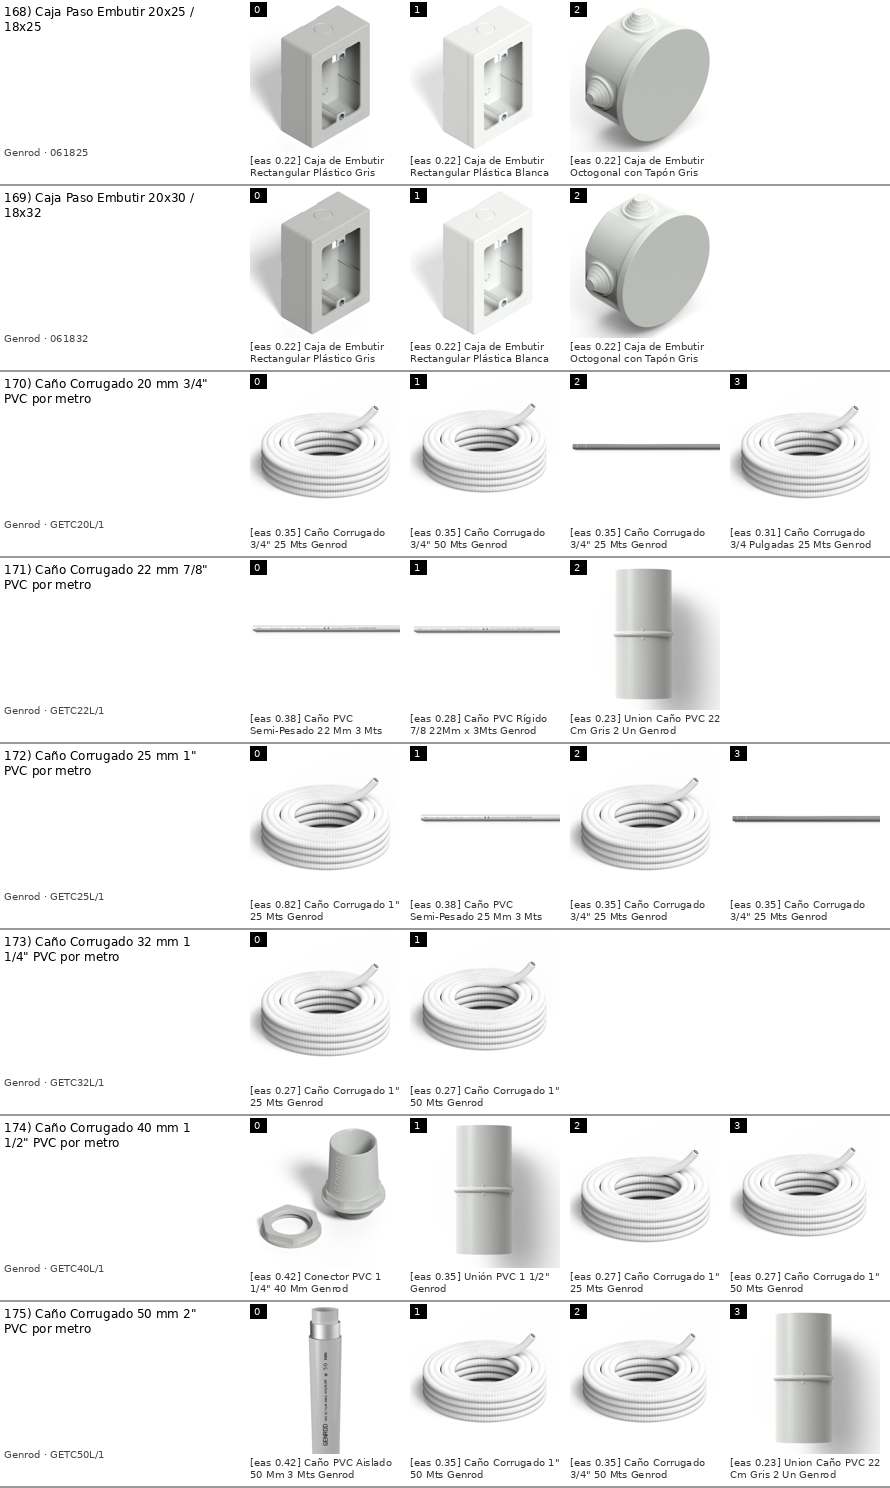 168) Caja Paso Embutir 20x25 /
18x25
Genrod · 061825
0
1
2
[eas 0.22] Caja de Embutir
Rectangular Plástico Gris
[eas 0.22] Caja de Embutir
Rectangular Plástica Blanca
[eas 0.22] Caja de Embutir
Octogonal con Tapón Gris
169) Caja Paso Embutir 20x30 /
18x32
Genrod · 061832
0
1
2
[eas 0.22] Caja de Embutir
Rectangular Plástico Gris
[eas 0.22] Caja de Embutir
Rectangular Plástica Blanca
[eas 0.22] Caja de Embutir
Octogonal con Tapón Gris
170) Caño Corrugado 20 mm 3/4"
PVC por metro
Genrod · GETC20L/1
0
1
2
3
[eas 0.35] Caño Corrugado
3/4" 25 Mts Genrod
[eas 0.35] Caño Corrugado
3/4" 50 Mts Genrod
[eas 0.35] Caño Corrugado
3/4" 25 Mts Genrod
[eas 0.31] Caño Corrugado
3/4 Pulgadas 25 Mts Genrod
171) Caño Corrugado 22 mm 7/8"
PVC por metro
Genrod · GETC22L/1
0
1
2
[eas 0.38] Caño PVC
Semi-Pesado 22 Mm 3 Mts
[eas 0.28] Caño PVC Rígido
7/8 22Mm x 3Mts Genrod
[eas 0.23] Union Caño PVC 22
Cm Gris 2 Un Genrod
172) Caño Corrugado 25 mm 1"
PVC por metro
Genrod · GETC25L/1
0
1
2
3
[eas 0.82] Caño Corrugado 1"
25 Mts Genrod
[eas 0.38] Caño PVC
Semi-Pesado 25 Mm 3 Mts
[eas 0.35] Caño Corrugado
3/4" 25 Mts Genrod
[eas 0.35] Caño Corrugado
3/4" 25 Mts Genrod
173) Caño Corrugado 32 mm 1
1/4" PVC por metro
Genrod · GETC32L/1
0
1
[eas 0.27] Caño Corrugado 1"
25 Mts Genrod
[eas 0.27] Caño Corrugado 1"
50 Mts Genrod
174) Caño Corrugado 40 mm 1
1/2" PVC por metro
Genrod · GETC40L/1
0
1
2
3
[eas 0.42] Conector PVC 1
1/4" 40 Mm Genrod
[eas 0.35] Unión PVC 1 1/2"
Genrod
[eas 0.27] Caño Corrugado 1"
25 Mts Genrod
[eas 0.27] Caño Corrugado 1"
50 Mts Genrod
175) Caño Corrugado 50 mm 2"
PVC por metro
Genrod · GETC50L/1
0
1
2
3
GENROD
50 mm
[eas 0.42] Caño PVC Aislado
50 Mm 3 Mts Genrod
[eas 0.35] Caño Corrugado 1"
50 Mts Genrod
[eas 0.35] Caño Corrugado
3/4" 50 Mts Genrod
[eas 0.23] Union Caño PVC 22
Cm Gris 2 Un Genrod